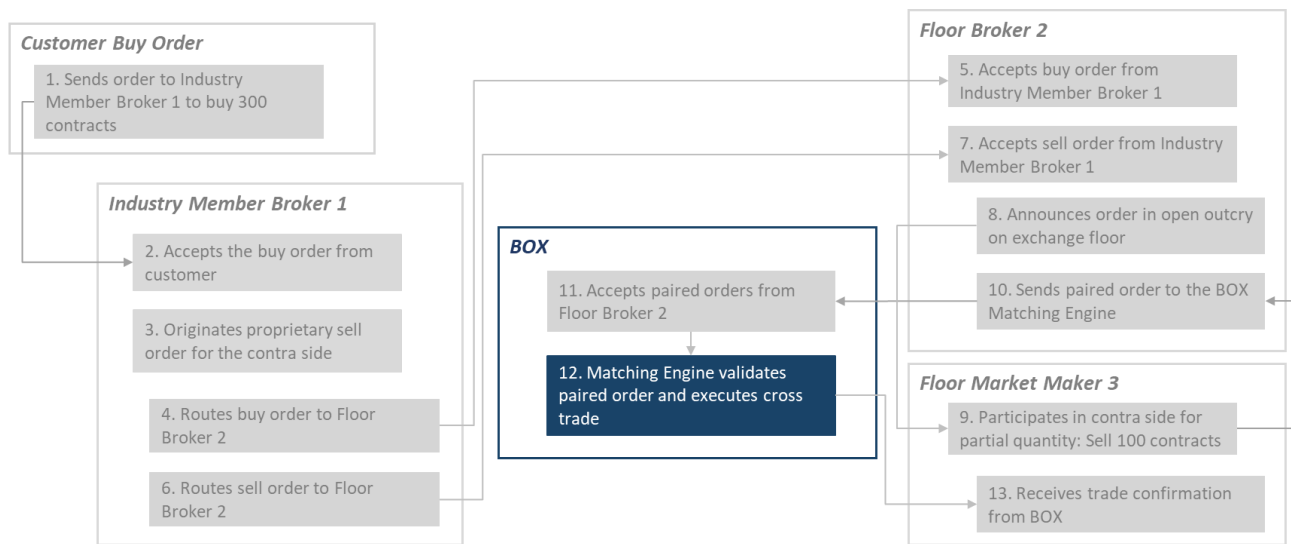 Customer Buy Order
1. Sends order to Industry
Member Broker 1 to buy 300
contracts
Industry Member Broker 1
2. Accepts the buy order from
customer
3. Originates proprietary sell
order for the contra side
4. Routes buy order to Floor
Broker 2
6. Routes sell order to Floor
Broker 2
BOX
11. Accepts paired orders from
Floor Broker 2
12. Matching Engine validates
paired order and executes cross
trade
Floor Broker 2
5. Accepts buy order from
Industry Member Broker 1
7. Accepts sell order from Industry
Member Broker 1
8. Announces order in open outcry
on exchange floor
10. Sends paired order to the BOX
Matching Engine
Floor Market Maker 3
9. Participates in contra side for
partial quantity: Sell 100 contracts
13. Receives trade confirmation
from BOX